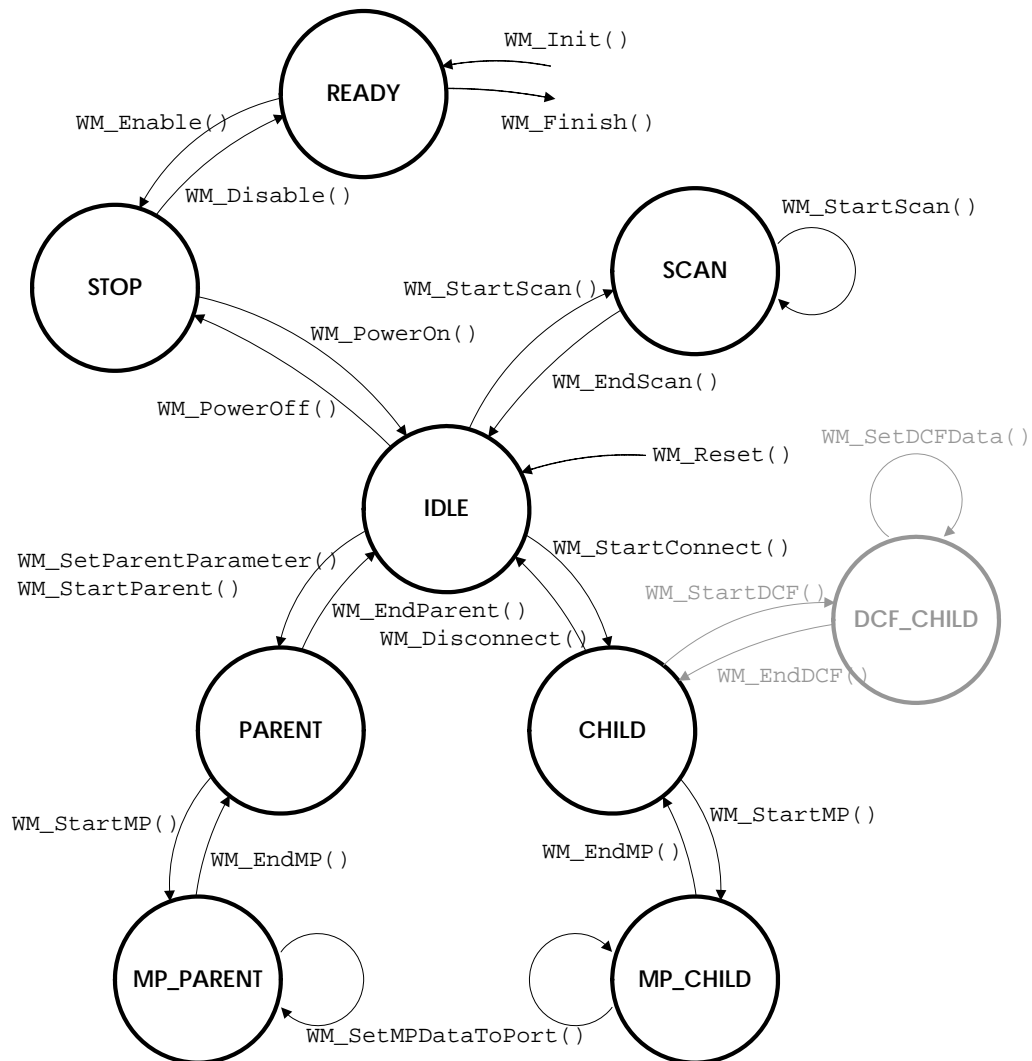 WM_Init()
READY
WM_Enable()
WM_Finish()
WM_Disable()
WM_StartScan()
SCAN
STOP
WM_StartScan()
WM_PowerOn()
WM_EndScan()
WM_PowerOff()
WM_SetDCFData()
WM_Reset()
IDLE
WM_StartConnect()
WM_SetParentParameter()
WM_StartParent()
WM_StartDCF()
WM_EndParent()
DCF_CHILD
WM_Disconnect()
WM_EndDCF()
PARENT
CHILD
WM_StartMP()
WM_StartMP()
WM_EndMP()
WM_EndMP()
MP_PARENT
MP_CHILD
WM_SetMPDataToPort()